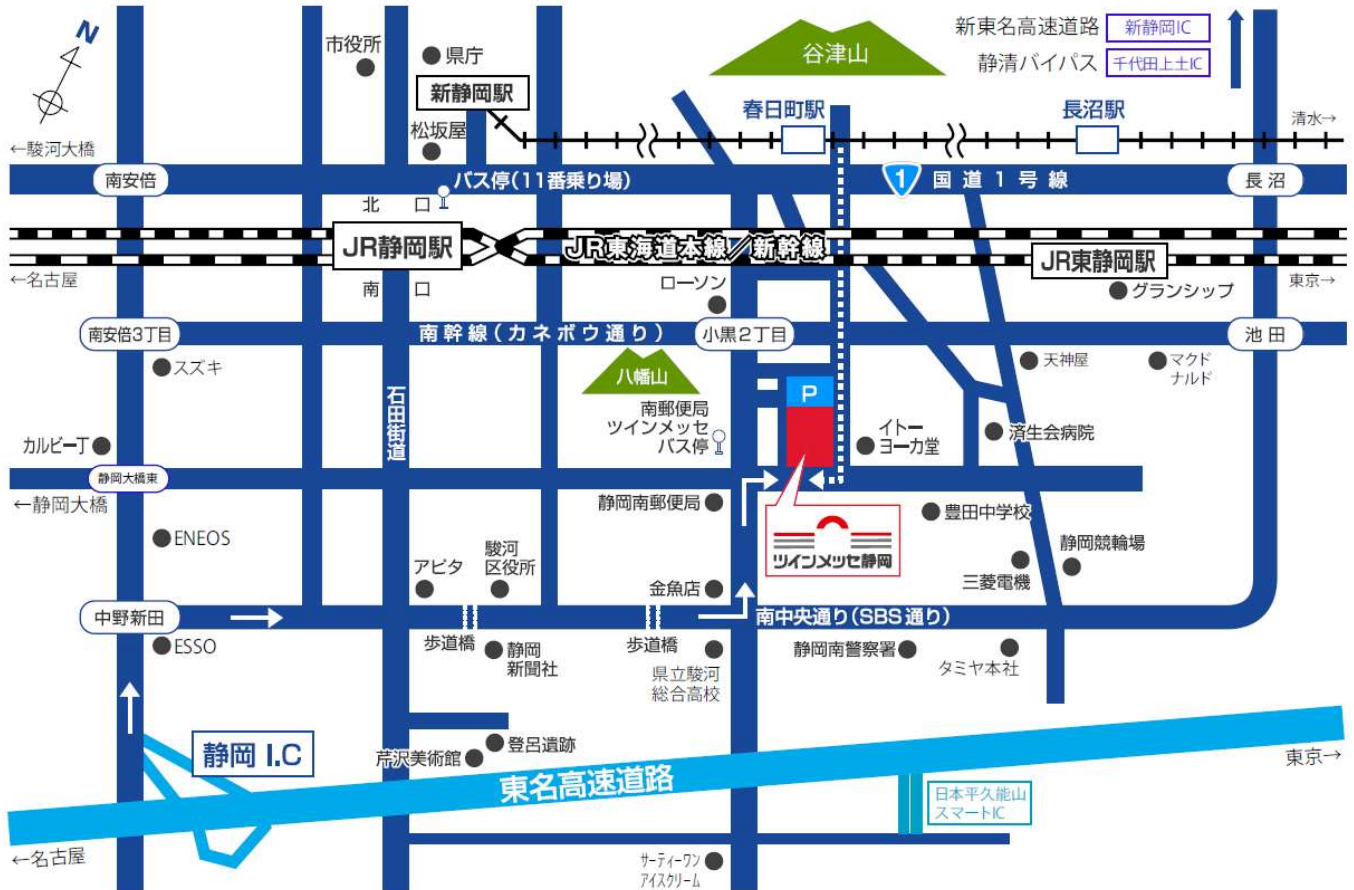 N
市役所
県庁
新静岡駅
松坂屋
谷津山
新東名高速道路 新静岡IC
静清バイパス 千代田上土IC
春日町駅
長沼駅
清水→
←駿河大橋
南安倍
バス停(11番乗り場)
1 国道1号線
長沼
北口
JR静岡駅
JR東海道本線/新幹線
JR東静岡駅
←名古屋
南口
ローソン
グランシップ
東京→
南安倍3丁目
南幹線(カネボウ通り)
小黒2丁目
池田
スズキ
八幡山
天神屋
マクド
ナルド
P
石田街道
南郵便局
ツインメッセ
バス停
イトー
ヨーカ堂
済生会病院
カルビー丁
静岡大橋東
←静岡大橋
静岡南郵便局
豊田中学校
ENEOS
ツインメッセ静岡
静岡競輪場
三菱電機
アピタ
駿河
区役所
金魚店
中野新田
南中央通り(SBS通り)
ESSO
歩道橋
静岡
新聞社
歩道橋
県立駿河
総合高校
静岡南警察署
タミヤ本社
静岡 I.C
芹沢美術館
登呂遺跡
東名高速道路
東京→
日本平久能山
スマートIC
←名古屋
サーティーワン
アイスクリーム